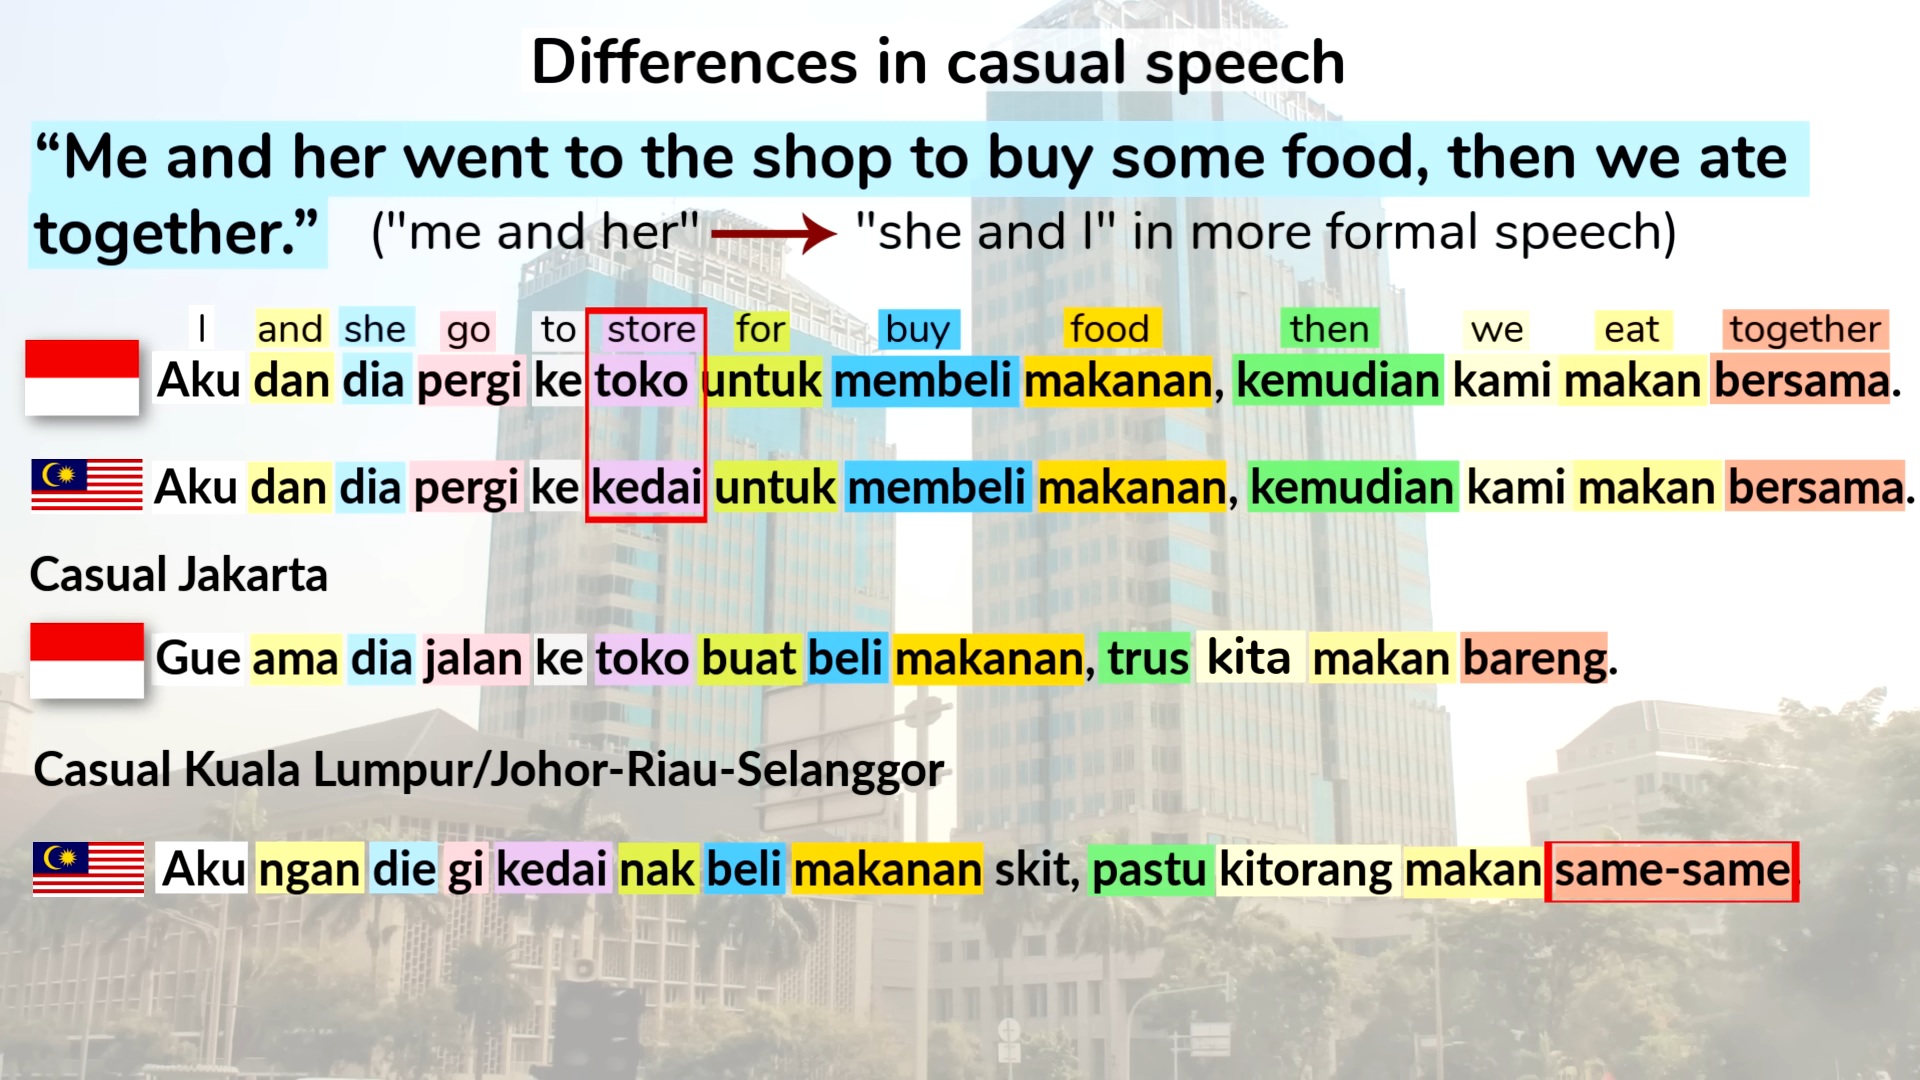 Differences in casual speech
“Me and her went to the shop to buy some food, then we ate
together.” ("me and her" → "she and I" in more formal speech)
I and she go to store for buy food then we eat together
Aku dan dia pergi ke toko untuk membeli makanan, kemudian kami makan bersama.
Aku dan dia pergi ke kedai untuk membeli makanan, kemudian kami makan bersama.
Casual Jakarta
Gue ama dia jalan ke toko buat beli makanan, trus kita makan bareng.
Casual Kuala Lumpur/Johor-Riau-Selanggor
Aku ngan die gi kedai nak beli makanan skit, pastu kitorang makan same-same.